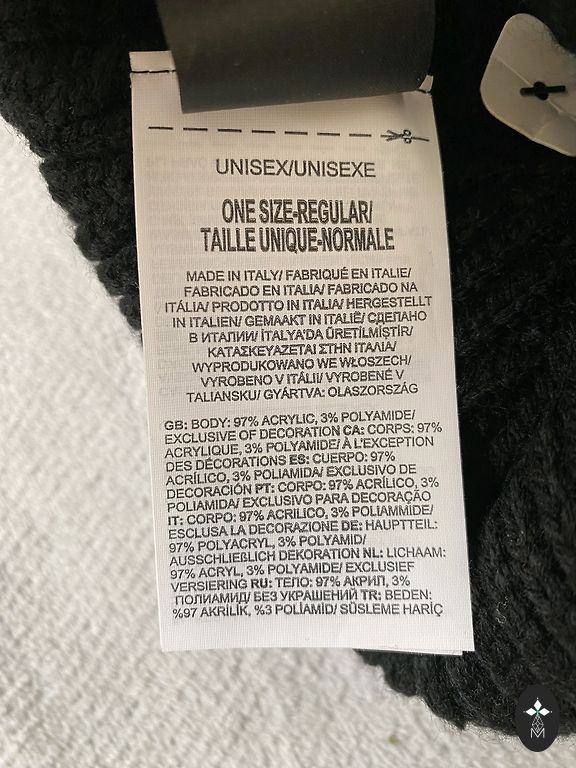 UNISEX/UNISEXE
ONE SIZE-REGULAR/
TAILLE UNIQUE-NORMALE
MADE IN ITALY/ FABRIQUÉ EN ITALIE/
FABRICADO EN ITALIA/ FABRICADO NA
ITÁLIA/ PRODOTTO IN ITALIA/ HERGESTELLT
IN ITALIEN/ GEMAAKT IN ITALIË/ СДЕЛАНО
В ИТАЛИИ/ İTALYA'DA ÜRETİLMİŞTİR/
ΚΑΤΑΣΚΕΥΑΖΕΤΑΙ ΣΤΗΝ ΙΤΑΛΙΑ/
WYPRODUKOWANO WE WŁOSZECH/
VYROBENO V ITÁLII/ VYROBENÉ V
TALIANSKU/ GYÁRTVA: OLASZORSZÁG
GB: BODY: 97% ACRYLIC, 3% POLYAMIDE/
EXCLUSIVE OF DECORATION CA: CORPS: 97%
ACRYLIQUE, 3% POLYAMIDE/ À L'EXCEPTION
DES DÉCORATIONS ES: CUERPO: 97%
ACRÍLICO, 3% POLIAMIDA/ EXCLUSIVO DE
DECORACIÓN PT: CORPO: 97% ACRÍLICO, 3%
POLIAMIDA/ EXCLUSIVO PARA DECORAÇÃO
IT: CORPO: 97% ACRILICO, 3% POLIAMMIDE/
ESCLUSA LA DECORAZIONE DE: HAUPTTEIL:
97% POLYACRYL, 3% POLYAMID/
AUSSCHLIEßLICH DEKORATION NL: LICHAAM:
97% ACRYL, 3% POLYAMIDE/ EXCLUSIEF
VERSIERING RU: ТЕЛО: 97% АКРИЛ, 3%
ПОЛИАМИД/ БЕЗ УКРАШЕНИЙ TR: BEDEN:
%97 AKRİLİK, %3 POLİAMİD/ SÜSLEME HARİÇ
M